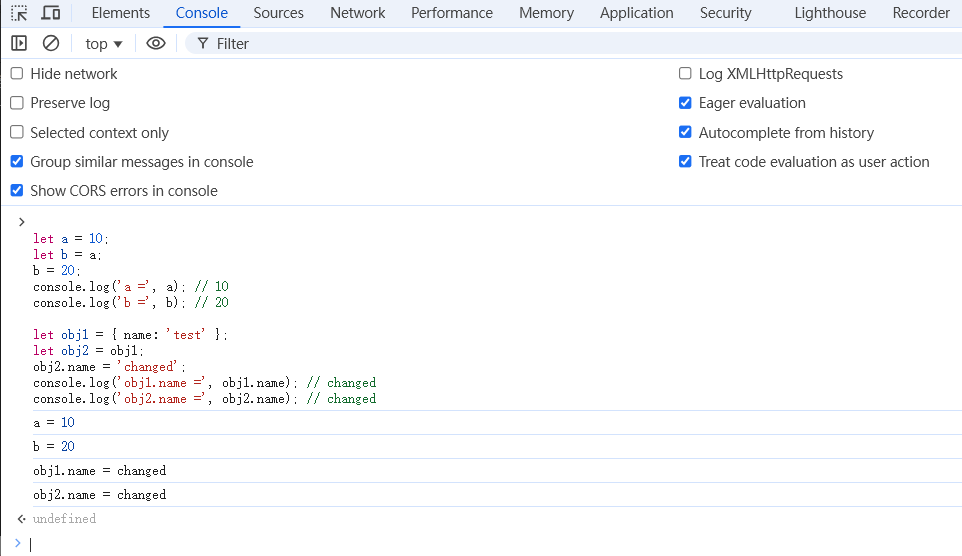 Elements Console Sources Network Performance Memory Application Security Lighthouse Recorder
top Filter
Hide network Log XMLHttpRequests
Preserve log Eager evaluation
Selected context only Autocomplete from history
Group similar messages in console Treat code evaluation as user action
Show CORS errors in console
>
let a = 10;
let b = a;
b = 20;
console.log('a =', a); // 10
console.log('b =', b); // 20
let obj1 = { name: 'test' };
let obj2 = obj1;
obj2.name = 'changed';
console.log('obj1.name =', obj1.name); // changed
console.log('obj2.name =', obj2.name); // changed
a = 10
b = 20
obj1.name = changed
obj2.name = changed
undefined
>